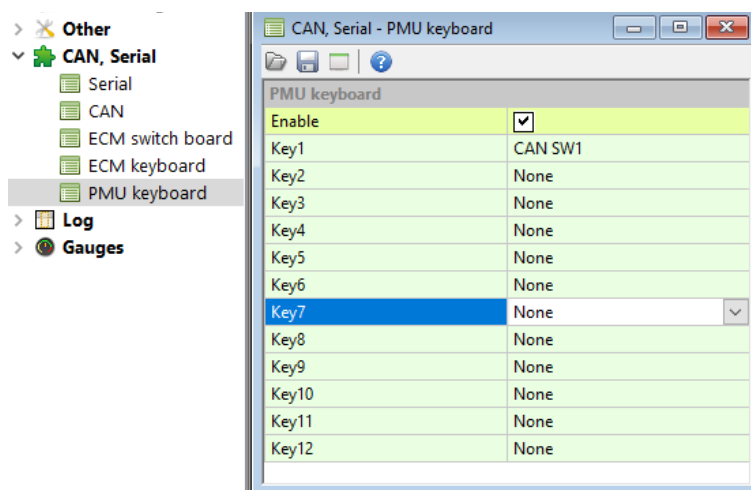 Other
CAN, Serial
Serial
CAN
ECM switch board
ECM keyboard
PMU keyboard
Log
Gauges
CAN, Serial - PMU keyboard
PMU keyboard
Enable
Key1 CAN SW1
Key2 None
Key3 None
Key4 None
Key5 None
Key6 None
Key7 None
Key8 None
Key9 None
Key10 None
Key11 None
Key12 None